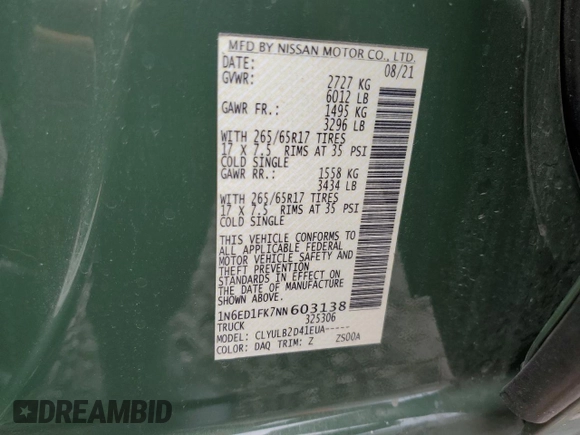 MFD BY NISSAN MOTOR CO., LTD.
DATE: 08/21
GVWR: 2727 KG
6012 LB
GAWR FR.: 1495 KG
3296 LB
WITH 265/65R17 TIRES
17 X 7.5 RIMS AT 35 PSI
COLD SINGLE
GAWR RR.: 1558 KG
3434 LB
WITH 265/65R17 TIRES
17 X 7.5 RIMS AT 35 PSI
COLD SINGLE
THIS VEHICLE CONFORMS TO
ALL APPLICABLE FEDERAL
MOTOR VEHICLE SAFETY AND
THEFT PREVENTION
STANDARDS IN EFFECT ON
THE DATE OF MANUFACTURE
SHOWN ABOVE.
1N6ED1FK7NN603138
TRUCK 325306
MODEL: CLYULB2D41EUA-----
COLOR: DAQ TRIM: Z ZS00A
DREAMBID